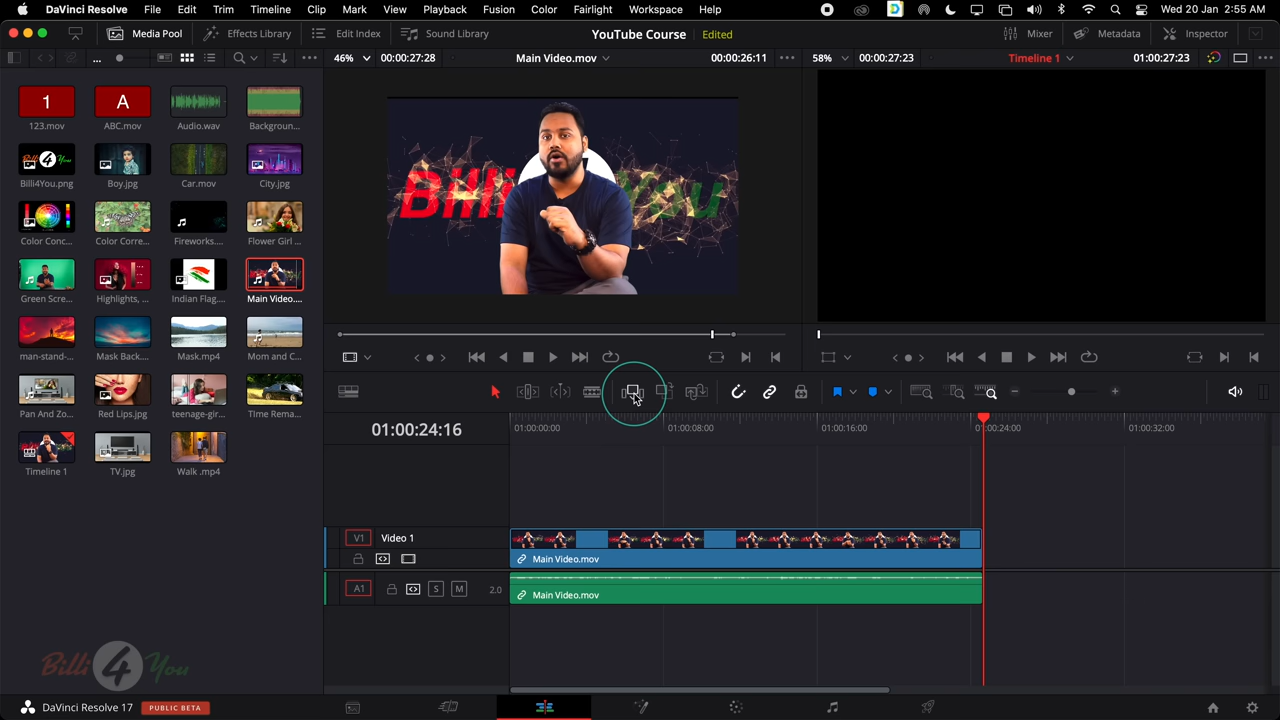 DaVinci Resolve File Edit Trim Timeline Clip Mark View Playback Fusion Color Fairlight Workspace Help Wed 20 Jan 2:55 AM
Media Pool Effects Library Edit Index Sound Library YouTube Course Edited Mixer Metadata Inspector
... 46% 00:00:27:28 Main Video.mov 00:00:26:11 58% 00:00:27:23 Timeline 1 01:00:27:23
1 A
123.mov ABC.mov Audio.wav Backgroun...
Billi 4 You
Billi4You.png Boy.jpg Car.mov City.jpg
Color Conc... Color Corre... Fireworks.... Flower Girl ...
Green Scre... Highlights, ... Indian Flag.... Main Video....
man-stand-... Mask Back.... Mask.mp4 Mom and C...
Pan And Zo... Red Lips.jpg teenage-gir... TIme Rema...
Timeline 1 TV.jpg Walk .mp4
Billi You
01:00:24:16 01:00:00:00 01:00:08:00 01:00:16:00 01:00:24:00 01:00:32:00
V1 Video 1
Main Video.mov
A1 S M 2.0 Main Video.mov
Billi 4 You
DaVinci Resolve 17 PUBLIC BETA